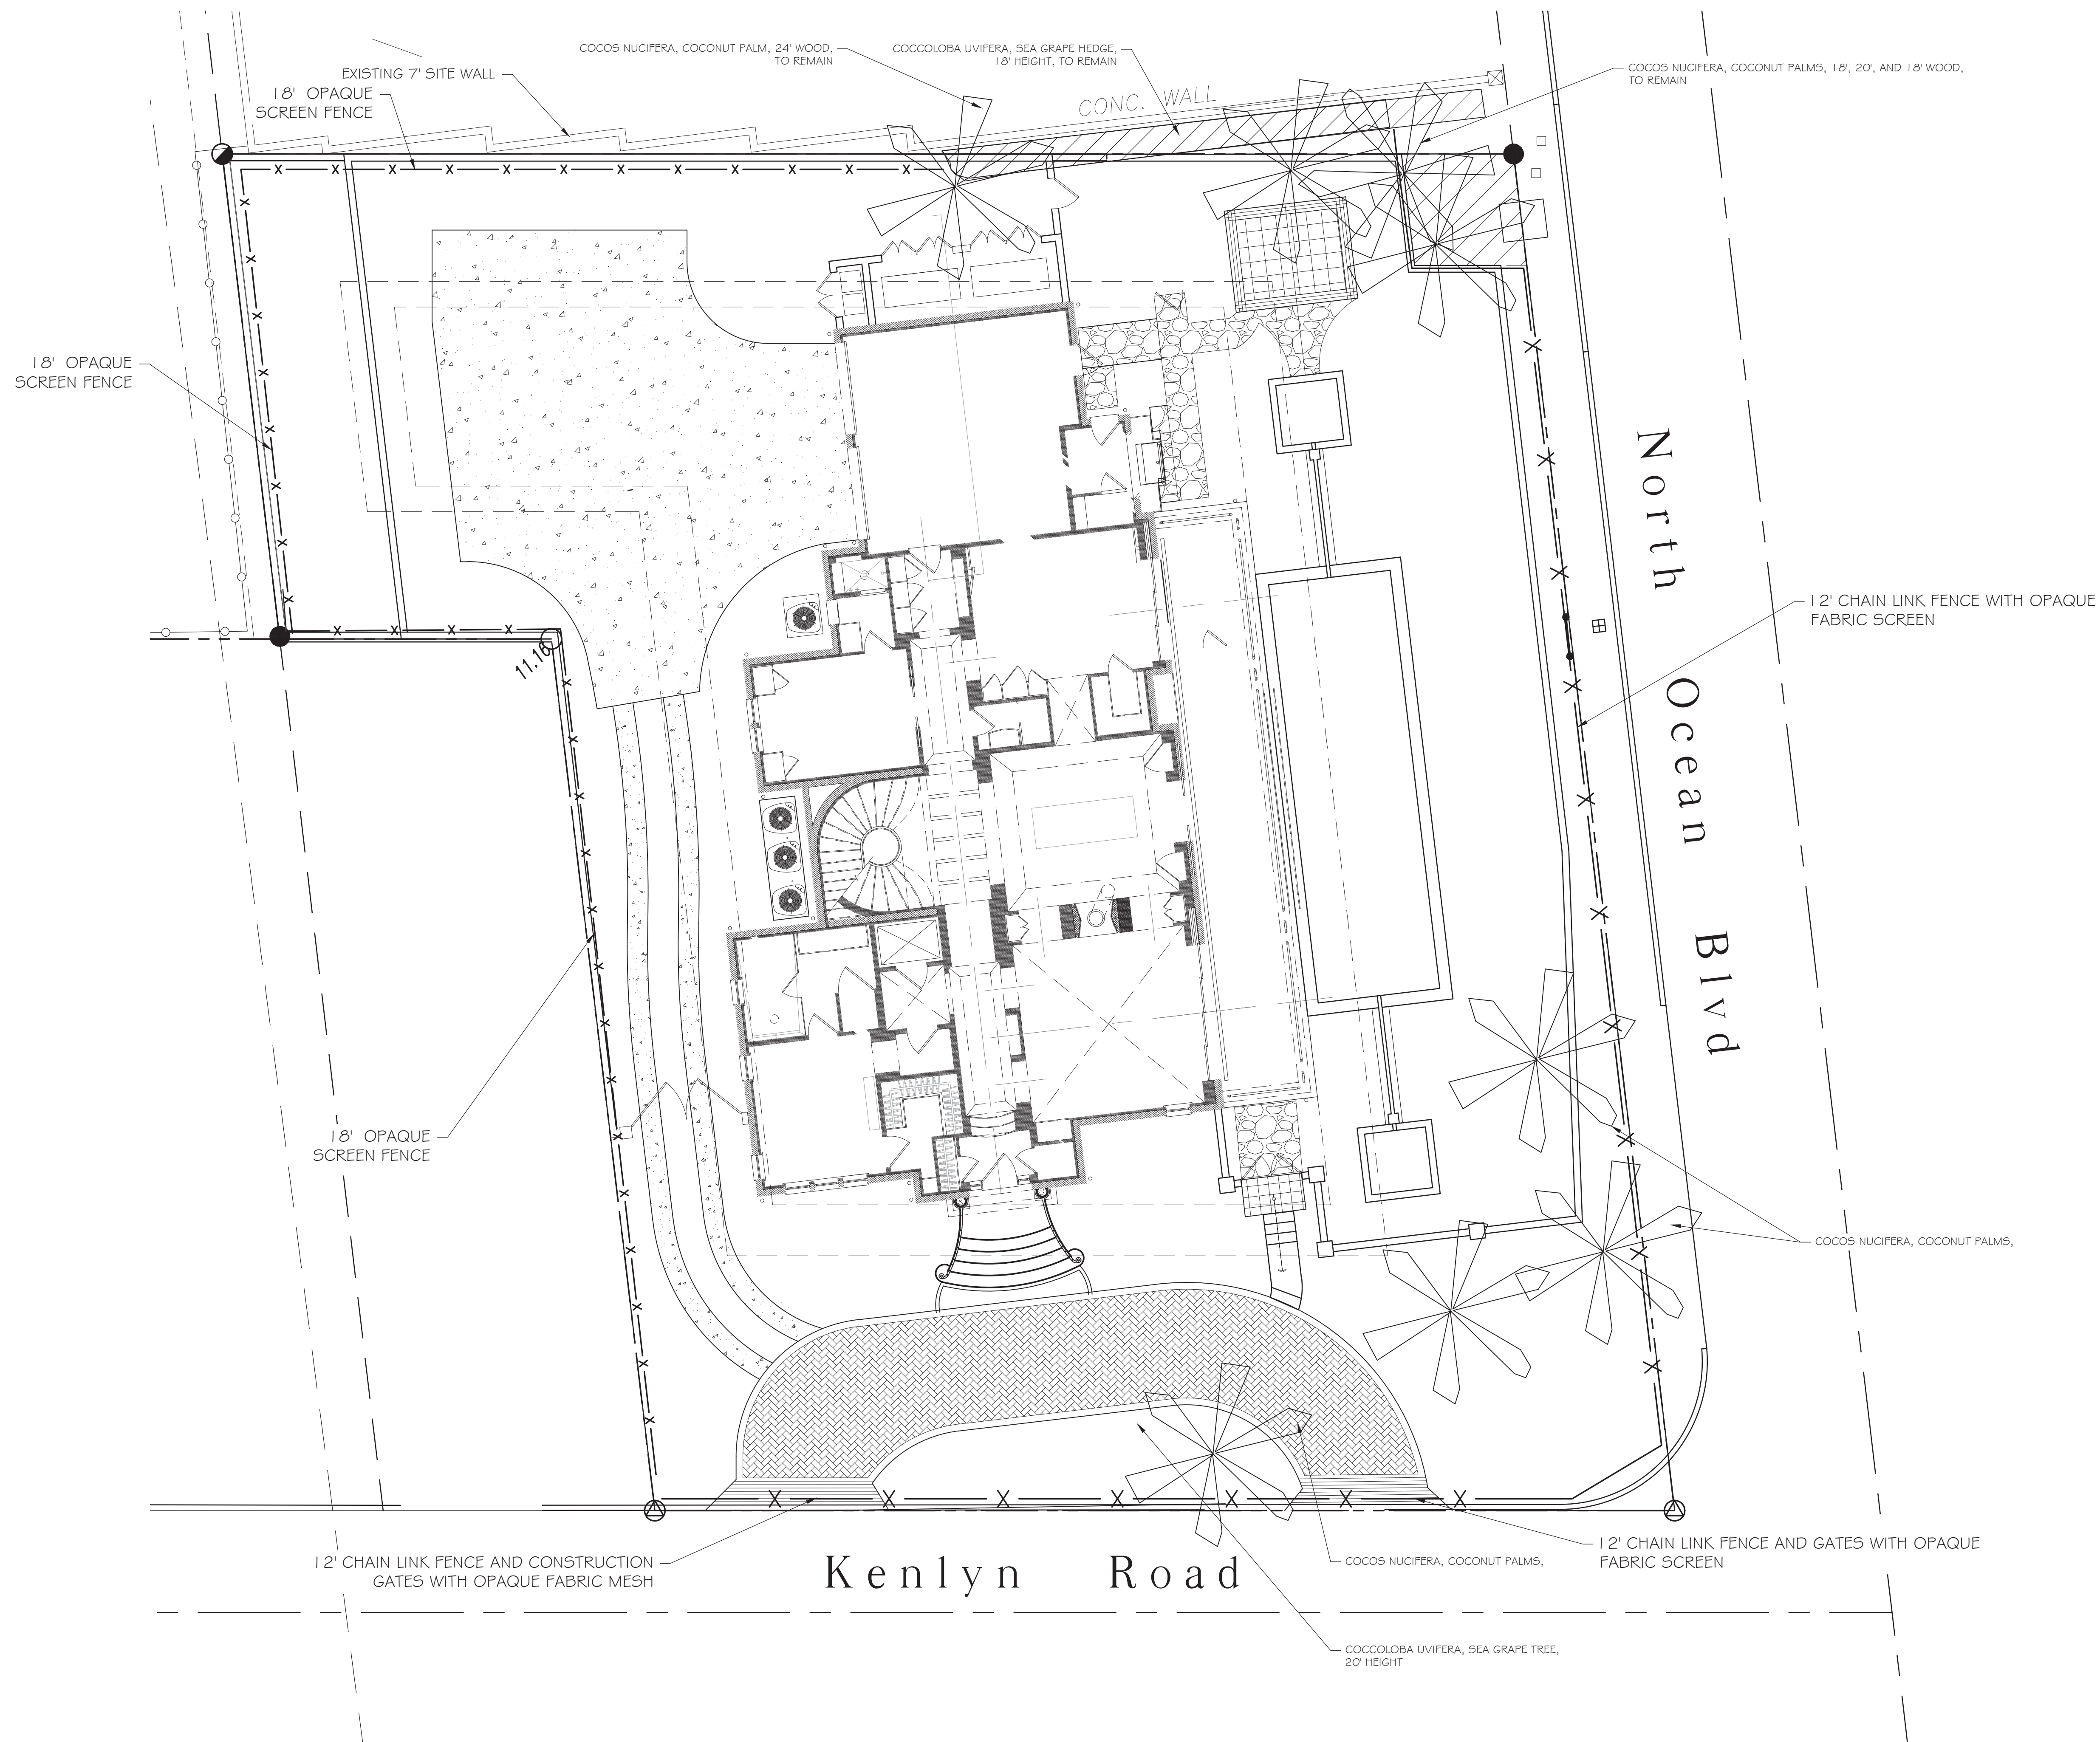 COCOS NUCIFERA, COCONUT PALM, 24' WOOD,
TO REMAIN
COCCOLOBA UVIFERA, SEA GRAPE HEDGE,
18' HEIGHT, TO REMAIN
COCOS NUCIFERA, COCONUT PALMS, 18', 20', AND 18' WOOD,
TO REMAIN
EXISTING 7' SITE WALL
18' OPAQUE
SCREEN FENCE
CONC. WALL
18' OPAQUE
SCREEN FENCE
North Ocean Blvd
12' CHAIN LINK FENCE WITH OPAQUE
FABRIC SCREEN
11.16
18' OPAQUE
SCREEN FENCE
COCOS NUCIFERA, COCONUT PALMS,
12' CHAIN LINK FENCE AND CONSTRUCTION
GATES WITH OPAQUE FABRIC MESH
Kenlyn Road
COCOS NUCIFERA, COCONUT PALMS,
12' CHAIN LINK FENCE AND GATES WITH OPAQUE
FABRIC SCREEN
COCCOLOBA UVIFERA, SEA GRAPE TREE,
20' HEIGHT